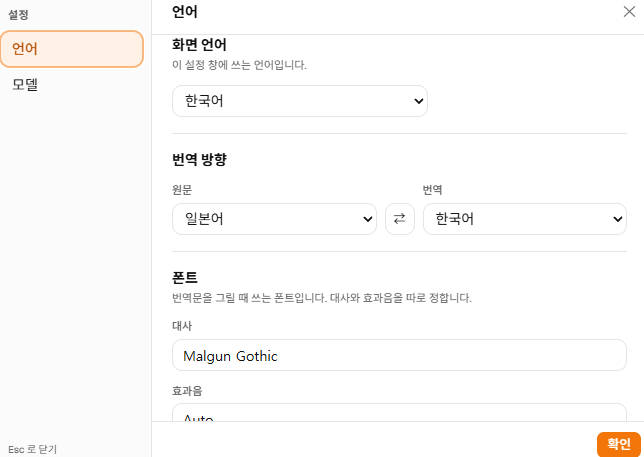 설정
언어
모델
Esc 로 닫기
언어
화면 언어
이 설정 창에 쓰는 언어입니다.
한국어
번역 방향
원문
번역
일본어
한국어
폰트
번역문을 그릴 때 쓰는 폰트입니다. 대사와 효과음을 따로 정합니다.
대사
Malgun Gothic
효과음
Auto
확인